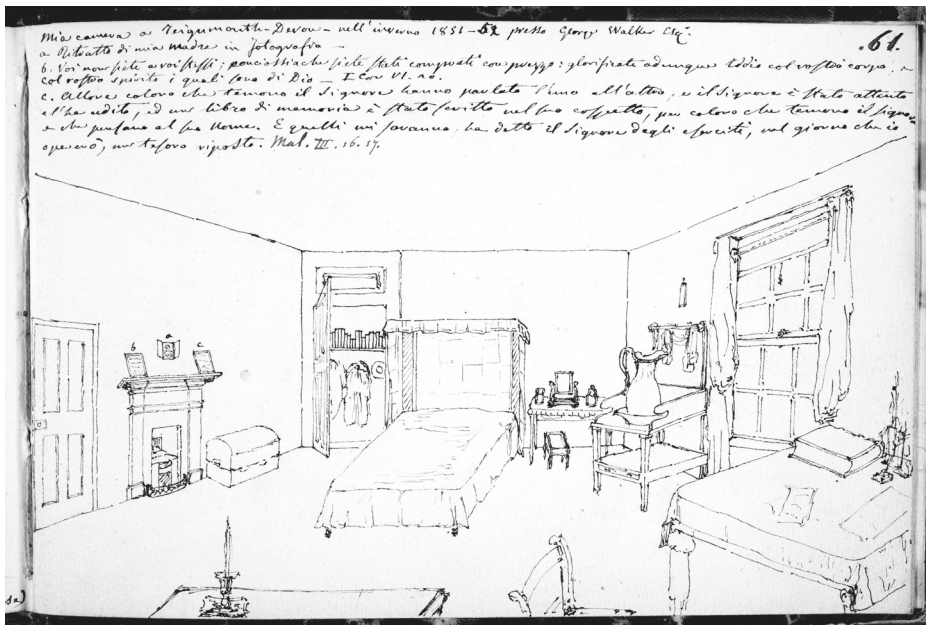 Mia camera a Teignmouth - Devon - nell'inverno 1851-52 presso George Walker Esqr.
.61.
a Ritratto di mia madre in fotografia -
b. Voi non siete a voi stessi; poiciossiachè siete stati comprati con prezzo: glorificate adunque Iddio col vostro corpo, e
col vostro spirito i quali sono di Dio - I Cor VI. 20.
c. Allora coloro che temono il Signore hanno parlato l'uno all'altro, e il Signore è stato attento
e l'ha udito, ed un libro di memoria è stato scritto nel suo cospetto, per coloro che temono il Signore
e che pensano al suo Nome. E quelli mi saranno, ha detto il Signore degli eserciti, nel giorno che io
opererò, un tesoro riposto. Mal. III. 16. 17.
a
b
c